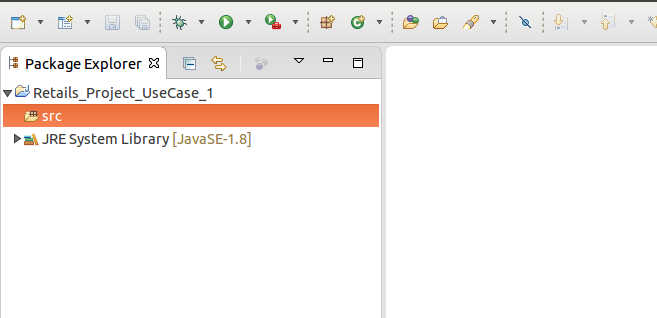 Package Explorer
Retails_Project_UseCase_1
src
JRE System Library [JavaSE-1.8]